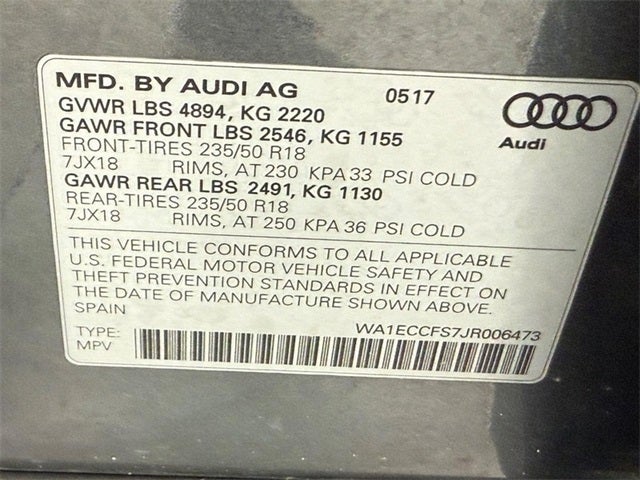 MFD. BY AUDI AG 0517
GVWR LBS 4894, KG 2220
GAWR FRONT LBS 2546, KG 1155
Audi
FRONT-TIRES 235/50 R18
7JX18 RIMS, AT 230 KPA 33 PSI COLD
GAWR REAR LBS 2491, KG 1130
REAR-TIRES 235/50 R18
7JX18 RIMS, AT 250 KPA 36 PSI COLD
THIS VEHICLE CONFORMS TO ALL APPLICABLE
U.S. FEDERAL MOTOR VEHICLE SAFETY AND
THEFT PREVENTION STANDARDS IN EFFECT ON
THE DATE OF MANUFACTURE SHOWN ABOVE.
SPAIN
WA1ECCFS7JR006473
TYPE:
MPV